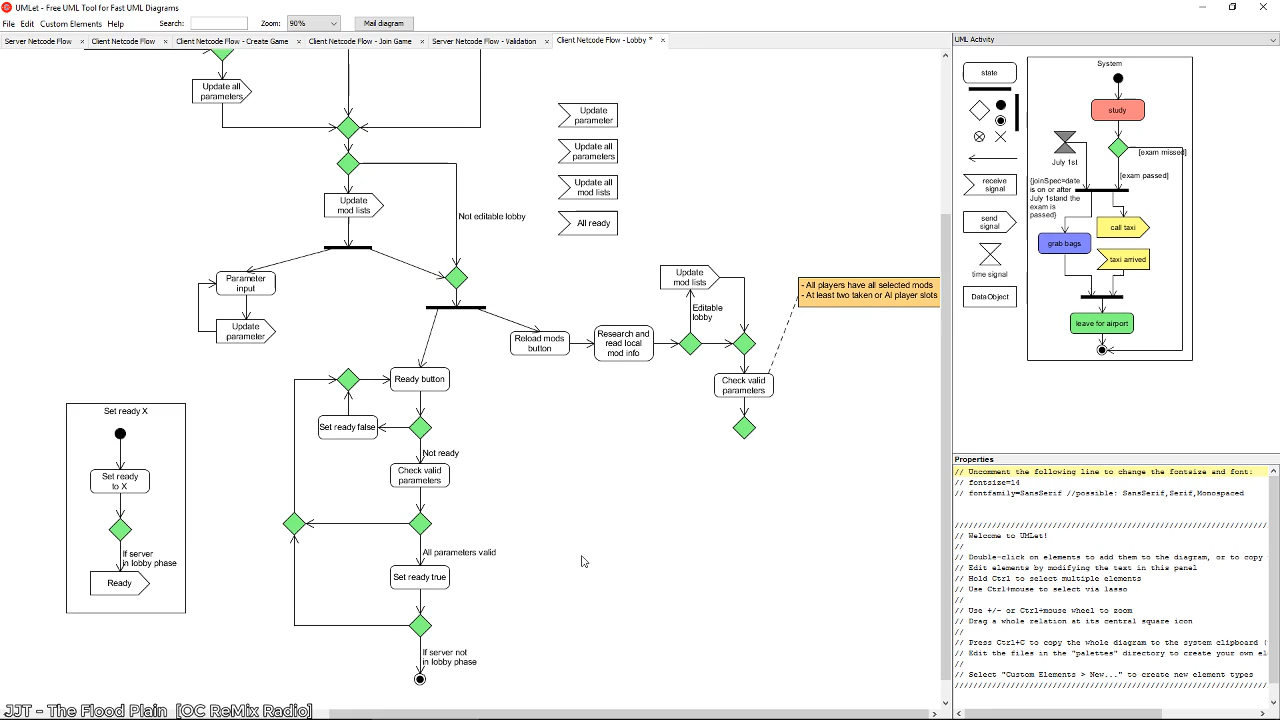 UMLet - Free UML Tool for Fast UML Diagrams
File Edit Custom Elements Help Search: Zoom: 90% Mail diagram
Server Netcode Flow × Client Netcode Flow × Client Netcode Flow - Create Game × Client Netcode Flow - Join Game × Server Netcode Flow - Validation × Client Netcode Flow - Lobby * ×
Update all
parameters
Update
mod lists
Not editable lobby
Parameter
input
Update
parameter
Update
parameter
Update all
parameters
Update all
mod lists
All ready
Update
mod lists
Editable
lobby
- All players have all selected mods
- At least two taken or AI player slots
Reload mods
button
Research and
read local
mod info
Check valid
parameters
Ready button
Set ready false
Not ready
Check valid
parameters
All parameters valid
Set ready true
If server not
in lobby phase
Set ready X
Set ready
to X
If server
in lobby phase
Ready
JJT - The Flood Plain [OC ReMix Radio]
UML Activity
state
receive
signal
send
signal
time signal
DataObject
System
study
July 1st
[exam missed]
[exam passed]
{joinSpec=date
is on or after
July 1stand the
exam is
passed}
call taxi
grab bags
taxi arrived
leave for airport
Properties
// Uncomment the following line to change the fontsize and font:
// fontsize=14
// fontfamily=SansSerif //possible: SansSerif,Serif,Monospaced
// Welcome to UMLet!
//
// Double-click on elements to add them to the diagram, or to copy
// Edit elements by modifying the text in this panel
// Hold Ctrl to select multiple elements
// Use Ctrl+mouse to select via lasso
//
// Use +/- or Ctrl+mouse wheel to zoom
// Drag a whole relation at its central square icon
//
// Press Ctrl+C to copy the whole diagram to the system clipboard (
// Edit the files in the "palettes" directory to create your own el
//
// Select "Custom Elements > New..." to create new element types